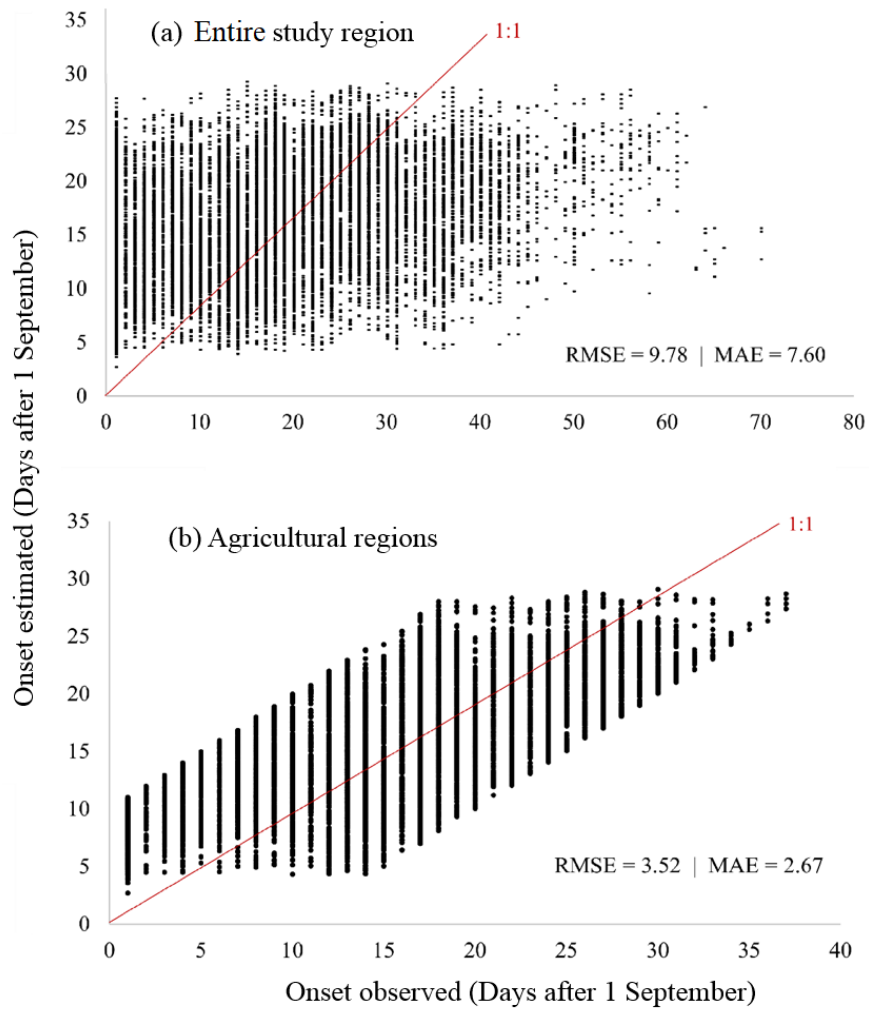 (a) Entire study region
1:1
35
30
25
20
15
10
5
0
RMSE = 9.78 | MAE = 7.60
0 10 20 30 40 50 60 70 80
Onset estimated (Days after 1 September)
(b) Agricultural regions
1:1
35
30
25
20
15
10
5
0
RMSE = 3.52 | MAE = 2.67
0 5 10 15 20 25 30 35 40
Onset observed (Days after 1 September)